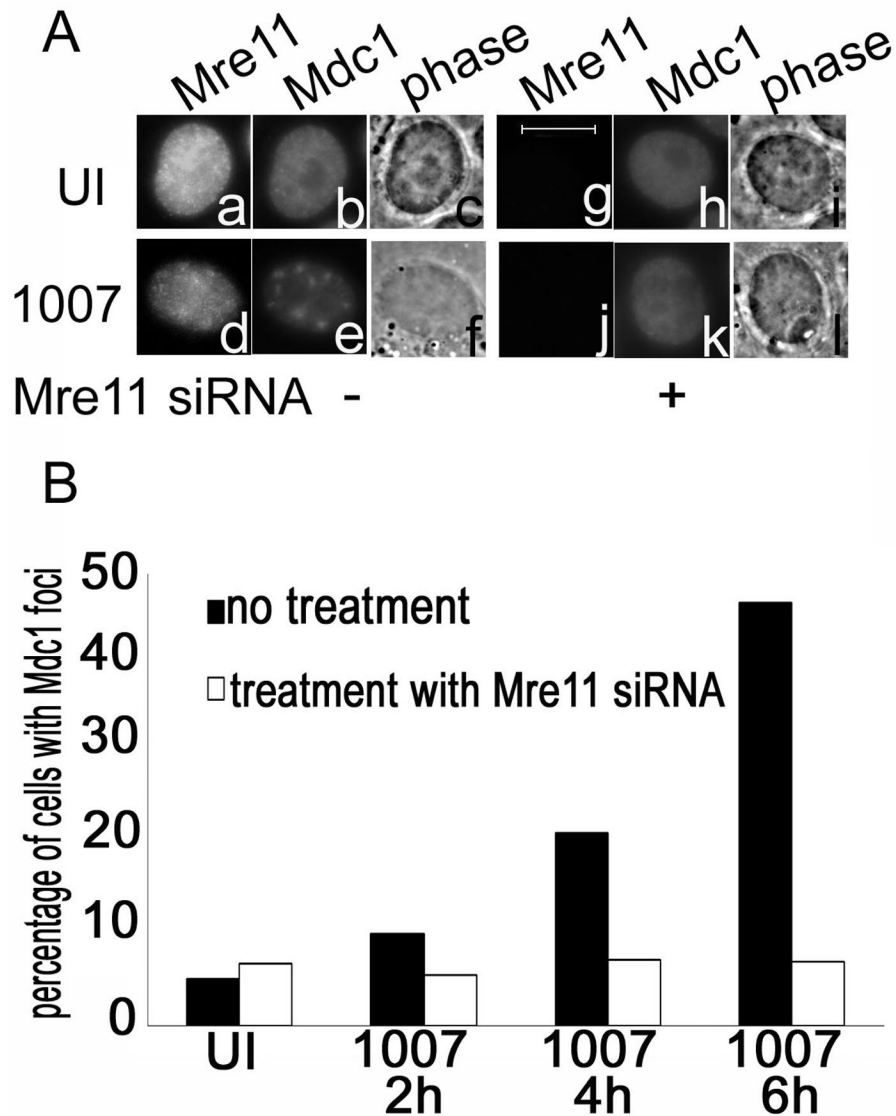 A
Mre11 Mdc1 phase Mre11 Mdc1 phase
UI a b c g h i
1007 d e f j k l
Mre11 siRNA - +
B
percentage of cells with Mdc1 foci
50
40
30
20
10
0
no treatment
treatment with Mre11 siRNA
UI 1007 1007 1007
2h 4h 6h